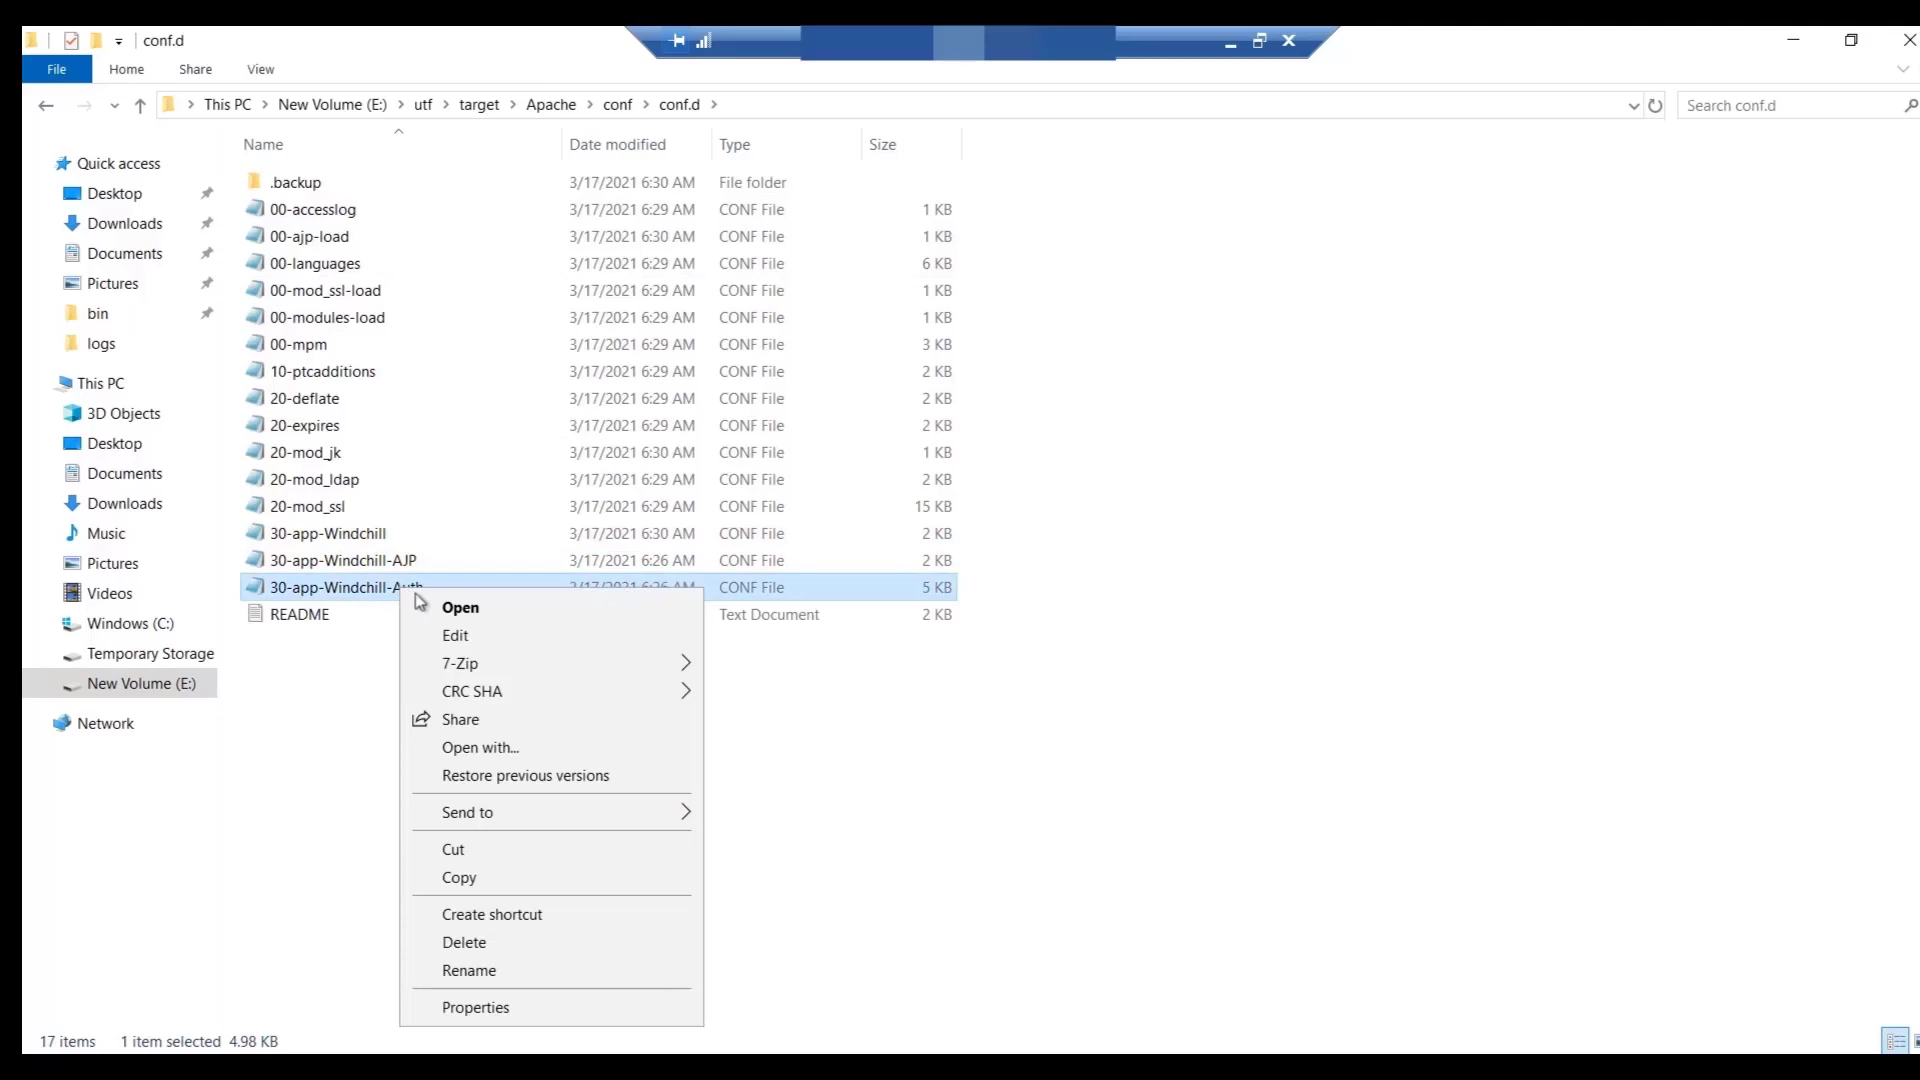 conf.d
File Home Share View
This PC New Volume (E:) utf target Apache conf conf.d
Search conf.d
Quick access
Desktop
Downloads
Documents
Pictures
bin
logs
This PC
3D Objects
Desktop
Documents
Downloads
Music
Pictures
Videos
Windows (C:)
Temporary Storage
New Volume (E:)
Network
Name Date modified Type Size
.backup 3/17/2021 6:30 AM File folder
00-accesslog 3/17/2021 6:29 AM CONF File 1 KB
00-ajp-load 3/17/2021 6:30 AM CONF File 1 KB
00-languages 3/17/2021 6:29 AM CONF File 6 KB
00-mod_ssl-load 3/17/2021 6:29 AM CONF File 1 KB
00-modules-load 3/17/2021 6:29 AM CONF File 1 KB
00-mpm 3/17/2021 6:29 AM CONF File 3 KB
10-ptcadditions 3/17/2021 6:29 AM CONF File 2 KB
20-deflate 3/17/2021 6:29 AM CONF File 2 KB
20-expires 3/17/2021 6:29 AM CONF File 2 KB
20-mod_jk 3/17/2021 6:30 AM CONF File 1 KB
20-mod_ldap 3/17/2021 6:29 AM CONF File 2 KB
20-mod_ssl 3/17/2021 6:29 AM CONF File 15 KB
30-app-Windchill 3/17/2021 6:30 AM CONF File 2 KB
30-app-Windchill-AJP 3/17/2021 6:26 AM CONF File 2 KB
30-app-Windchill-Auth 3/17/2021 6:26 AM CONF File 5 KB
README Text Document 2 KB
Open
Edit
7-Zip
CRC SHA
Share
Open with...
Restore previous versions
Send to
Cut
Copy
Create shortcut
Delete
Rename
Properties
17 items 1 item selected 4.98 KB